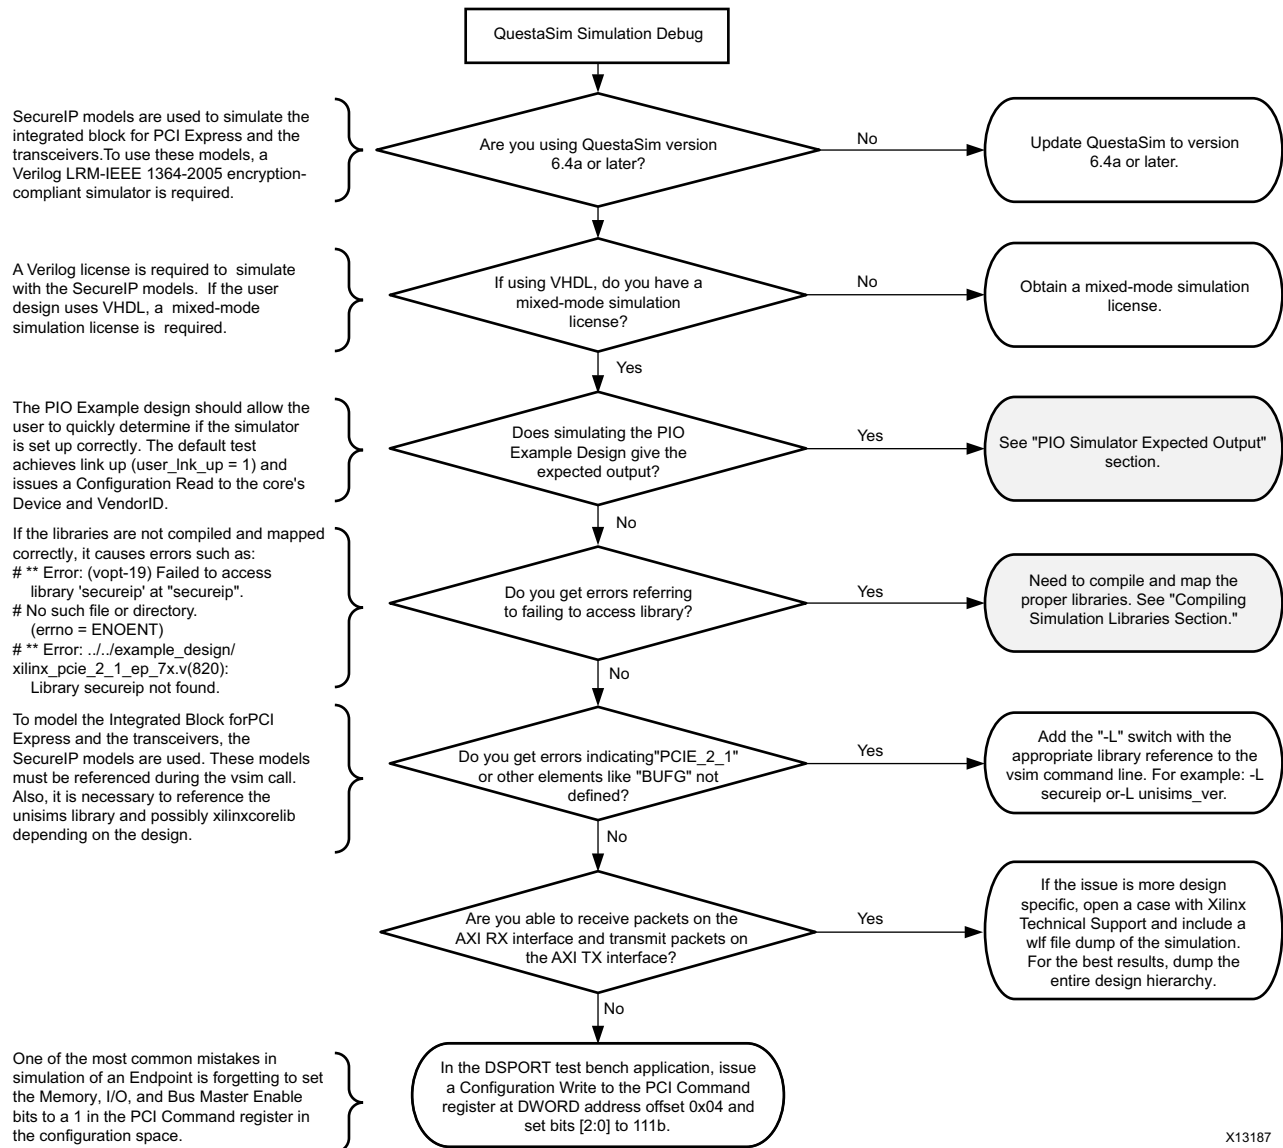 QuestaSim Simulation Debug
SecureIP models are used to simulate the
integrated block for PCI Express and the
transceivers.To use these models, a
Verilog LRM-IEEE 1364-2005 encryption-
compliant simulator is required.
Are you using QuestaSim version
6.4a or later?
No
Update QuestaSim to version
6.4a or later.
A Verilog license is required to  simulate
with the SecureIP models.  If the user
design uses VHDL, a  mixed-mode
simulation license is  required.
If using VHDL, do you have a
mixed-mode simulation
license?
No
Obtain a mixed-mode simulation
license.
Yes
The PIO Example design should allow the
user to quickly determine if the simulator
is set up correctly. The default test
achieves link up (user_lnk_up = 1) and
issues a Configuration Read to the core's
Device and VendorID.
Does simulating the PIO
Example Design give the
expected output?
Yes
See "PIO Simulator Expected Output"
section.
No
If the libraries are not compiled and mapped
correctly, it causes errors such as:
# ** Error: (vopt-19) Failed to access
library 'secureip' at "secureip".
# No such file or directory.
(errno = ENOENT)
# ** Error: ../../example_design/
xilinx_pcie_2_1_ep_7x.v(820):
Library secureip not found.
Do you get errors referring
to failing to access library?
Yes
Need to compile and map the
proper libraries. See "Compiling
Simulation Libraries Section."
No
To model the Integrated Block forPCI
Express and the transceivers, the
SecureIP models are used. These models
must be referenced during the vsim call.
Also, it is necessary to reference the
unisims library and possibly xilinxcorelib
depending on the design.
Do you get errors indicating"PCIE_2_1"
or other elements like "BUFG" not
defined?
Yes
Add the "-L" switch with the
appropriate library reference to the
vsim command line. For example: -L
secureip or-L unisims_ver.
No
Are you able to receive packets on the
AXI RX interface and transmit packets on
the AXI TX interface?
Yes
If the issue is more design
specific, open a case with Xilinx
Technical Support and include a
wlf file dump of the simulation.
For the best results, dump the
entire design hierarchy.
No
One of the most common mistakes in
simulation of an Endpoint is forgetting to set
the Memory, I/O, and Bus Master Enable
bits to a 1 in the PCI Command register in
the configuration space.
In the DSPORT test bench application, issue
a Configuration Write to the PCI Command
register at DWORD address offset 0x04 and
set bits [2:0] to 111b.
X13187